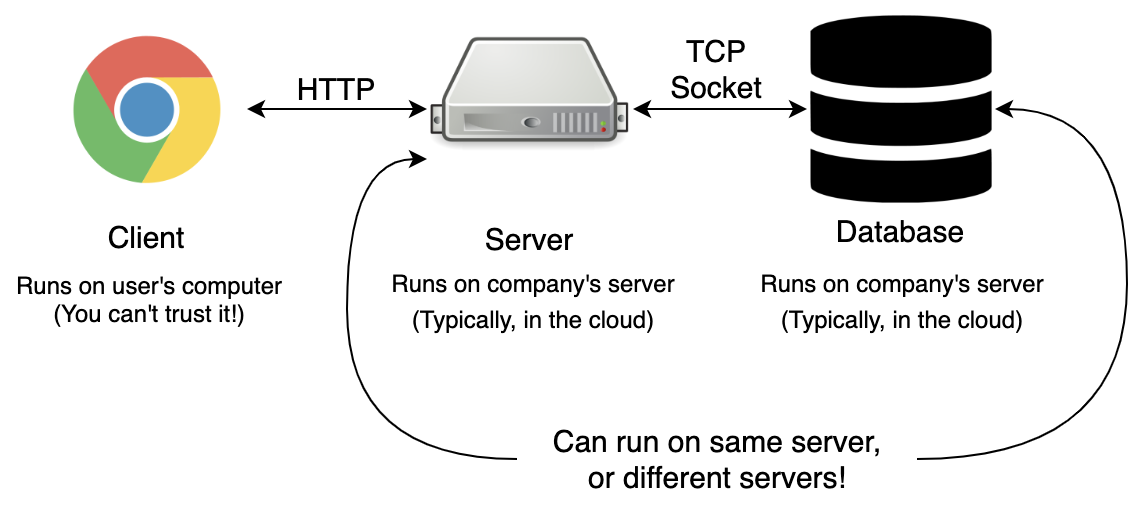 HTTP
TCP
Socket
Client
Runs on user's computer
(You can't trust it!)
Server
Runs on company's server
(Typically, in the cloud)
Database
Runs on company's server
(Typically, in the cloud)
Can run on same server,
or different servers!